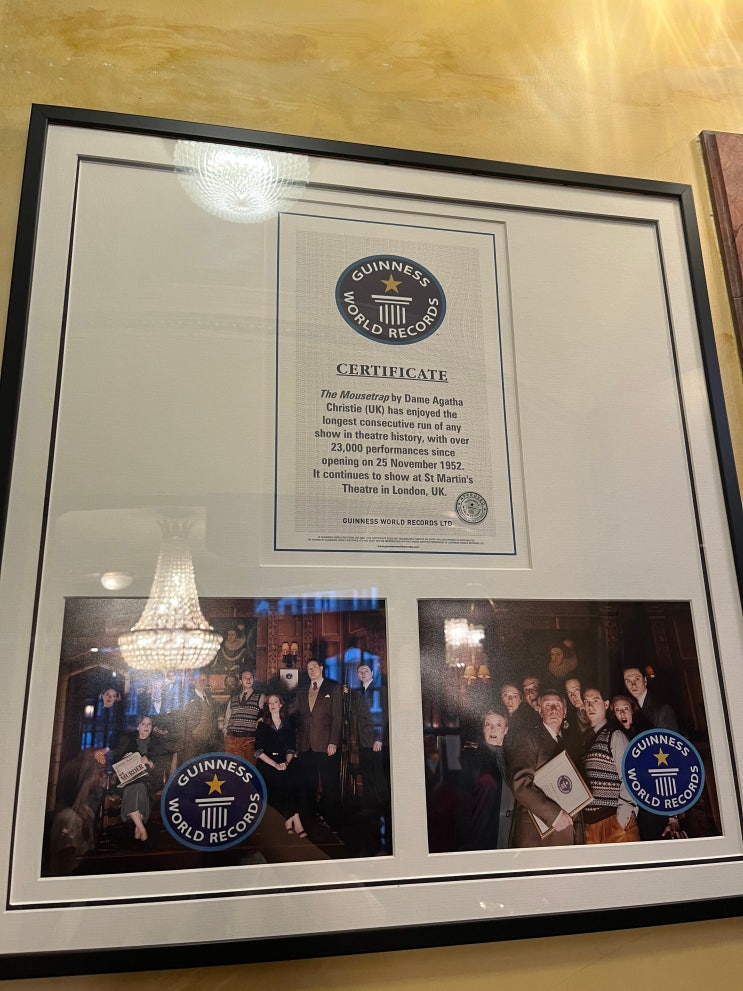 GUINNESS
WORLD RECORDS
CERTIFICATE
The Mousetrap by Dame Agatha
Christie (UK) has enjoyed the
longest consecutive run of any
show in theatre history, with over
23,000 performances since
opening on 25 November 1952.
It continues to show at St Martin's
Theatre in London, UK.
GUINNESS WORLD RECORDS LTD
MURDER
GUINNESS
WORLD RECORDS
GUINNESS
WORLD RECORDS